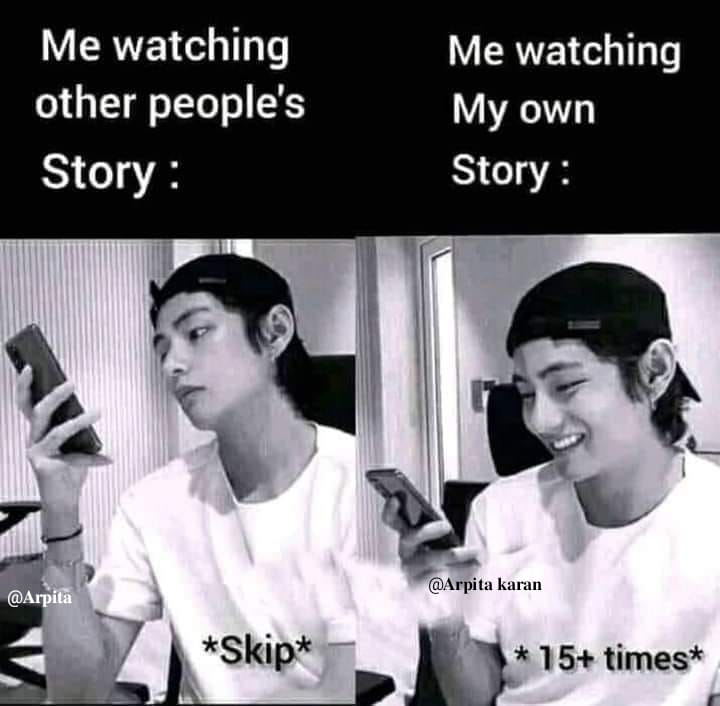 Me watching
other people's
Story :
Me watching
My own
Story :
@Arpita
*Skip*
@Arpita karan
* 15+ times*